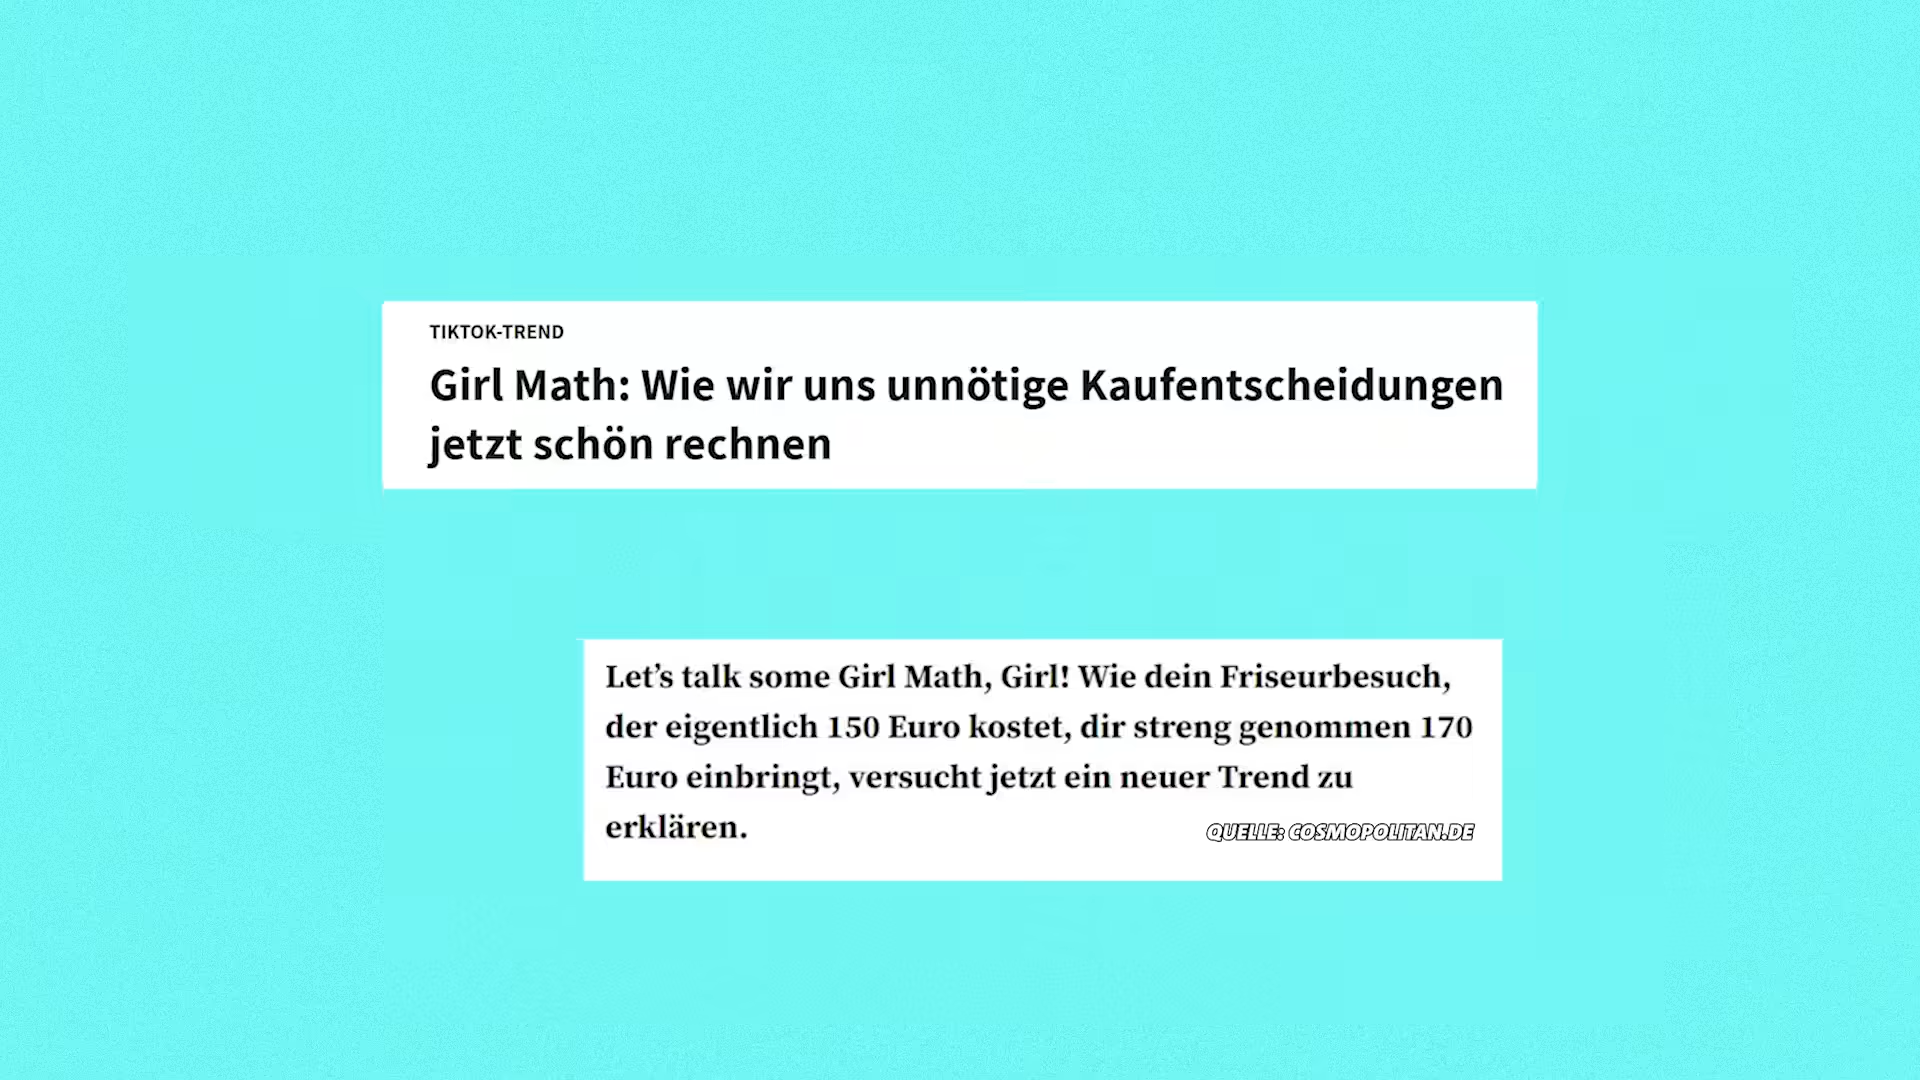 TIKTOK-TREND
Girl Math: Wie wir uns unnötige Kaufentscheidungen
jetzt schön rechnen
Let’s talk some Girl Math, Girl! Wie dein Friseurbesuch,
der eigentlich 150 Euro kostet, dir streng genommen 170
Euro einbringt, versucht jetzt ein neuer Trend zu
erklären.
QUELLE: COSMOPOLITAN.DE